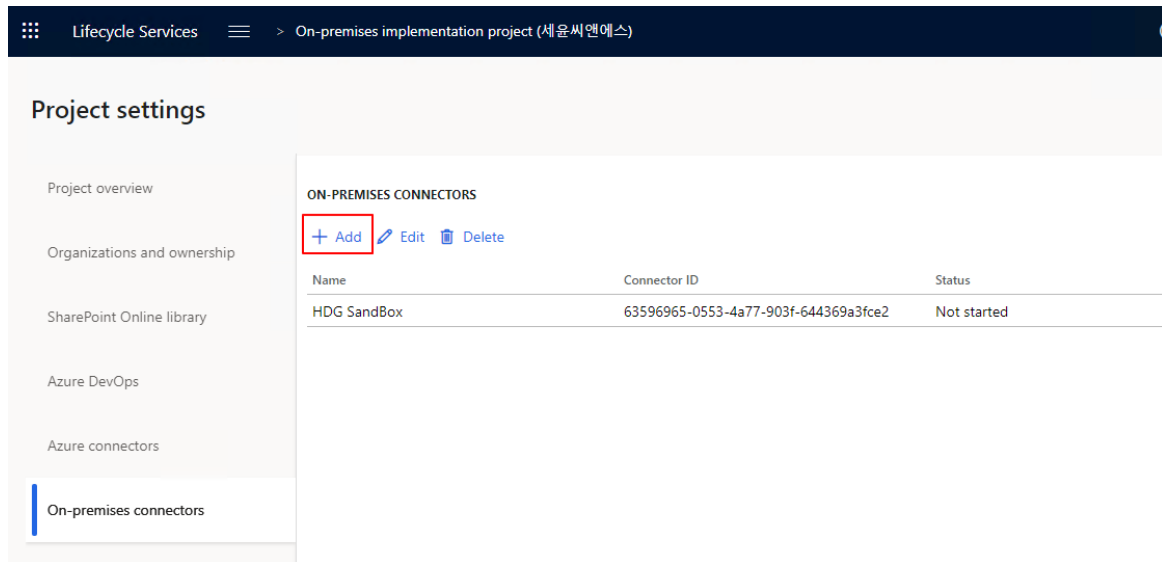 Lifecycle Services > On-premises implementation project (세윤씨앤에스)
Project settings
Project overview
Organizations and ownership
SharePoint Online library
Azure DevOps
Azure connectors
On-premises connectors
ON-PREMISES CONNECTORS
+ Add Edit Delete
Name Connector ID Status
HDG SandBox 63596965-0553-4a77-903f-644369a3fce2 Not started